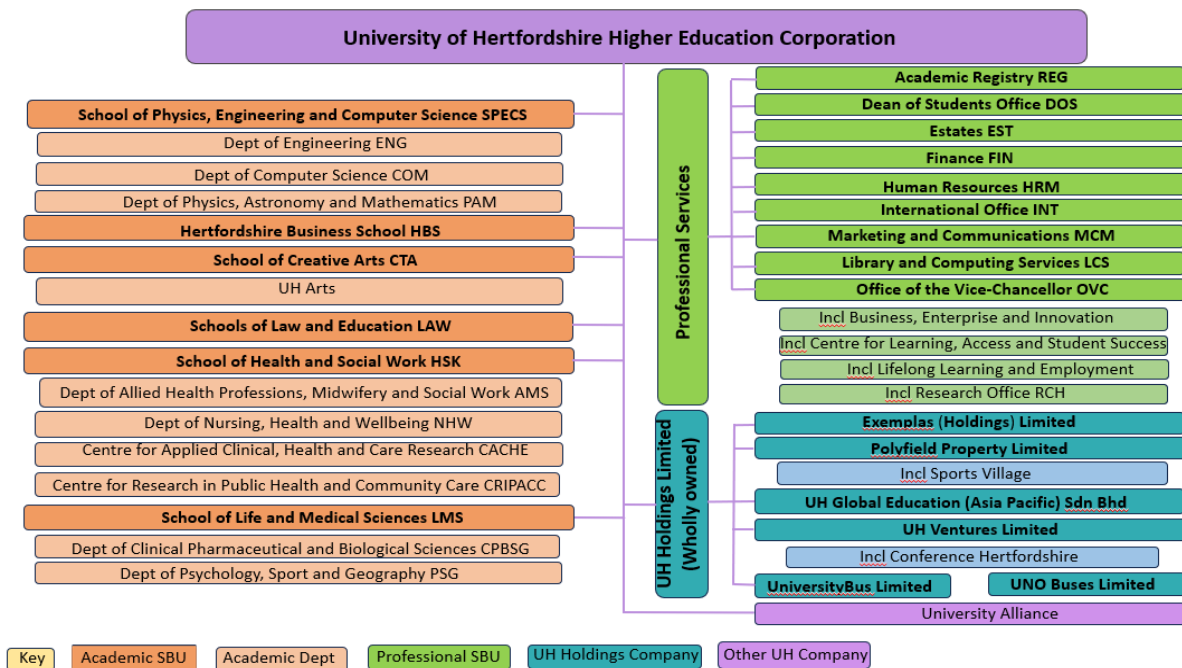 University of Hertfordshire Higher Education Corporation
School of Physics, Engineering and Computer Science SPECS
Dept of Engineering ENG
Dept of Computer Science COM
Dept of Physics, Astronomy and Mathematics PAM
Hertfordshire Business School HBS
School of Creative Arts CTA
UH Arts
Schools of Law and Education LAW
School of Health and Social Work HSK
Dept of Allied Health Professions, Midwifery and Social Work AMS
Dept of Nursing, Health and Wellbeing NHW
Centre for Applied Clinical, Health and Care Research CACHE
Centre for Research in Public Health and Community Care CRIPACC
School of Life and Medical Sciences LMS
Dept of Clinical Pharmaceutical and Biological Sciences CPBSG
Dept of Psychology, Sport and Geography PSG
Professional Services
Academic Registry REG
Dean of Students Office DOS
Estates EST
Finance FIN
Human Resources HRM
International Office INT
Marketing and Communications MCM
Library and Computing Services LCS
Office of the Vice-Chancellor OVC
Incl Business, Enterprise and Innovation
Incl Centre for Learning, Access and Student Success
Incl Lifelong Learning and Employment
Incl Research Office RCH
UH Holdings Limited
(Wholly owned)
Exemplas (Holdings) Limited
Polyfield Property Limited
Incl Sports Village
UH Global Education (Asia Pacific) Sdn Bhd
UH Ventures Limited
Incl Conference Hertfordshire
UniversityBus Limited
UNO Buses Limited
University Alliance
Key
Academic SBU
Academic Dept
Professional SBU
UH Holdings Company
Other UH Company